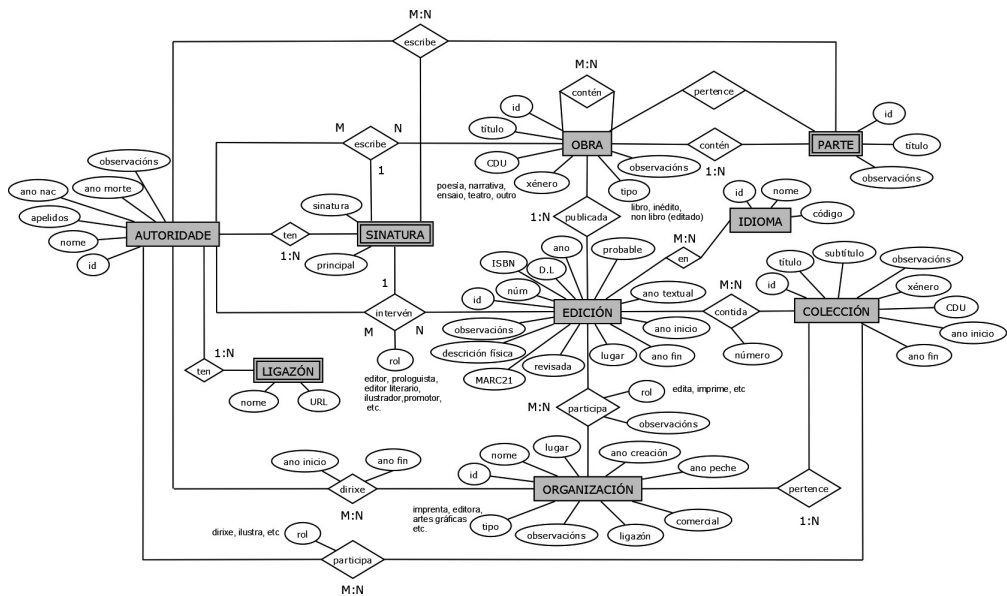 M:N
escribe
M:N
contén
pertence
id
título
CDU
xénero
OBRA
observacións
tipo
poesía, narrativa,
ensaio, teatro, outro
libro, inédito,
non libro (editado)
contén
1:N
PARTE
id
título
observacións
M
N
escribe
1
observacións
ano nac
ano morte
apelidos
nome
id
AUTORIDADE
ten
1:N
sinatura
SINATURA
principal
1:N
publicada
id
nome
código
IDIOMA
M:N
en
ano
probable
ISBN
D.L
núm
id
EDICIÓN
ano textual
ano inicio
ano fin
lugar
revisada
observacións
descrición física
MARC21
1
intervén
M
N
rol
editor, prologuista,
editor literario,
ilustrador,promotor,
etc.
M:N
contida
número
título
subtítulo
observacións
id
xénero
COLECCIÓN
CDU
ano inicio
ano fin
1:N
ten
LIGAZÓN
nome
URL
M:N
participa
rol
edita, imprime, etc
observacións
ano inicio
ano fin
dirixe
M:N
nome
lugar
ano creación
id
ano peche
ORGANIZACIÓN
imprenta, editora,
artes gráficas
etc.
tipo
observacións
ligazón
comercial
pertence
1:N
dirixe, ilustra, etc
rol
participa
M:N